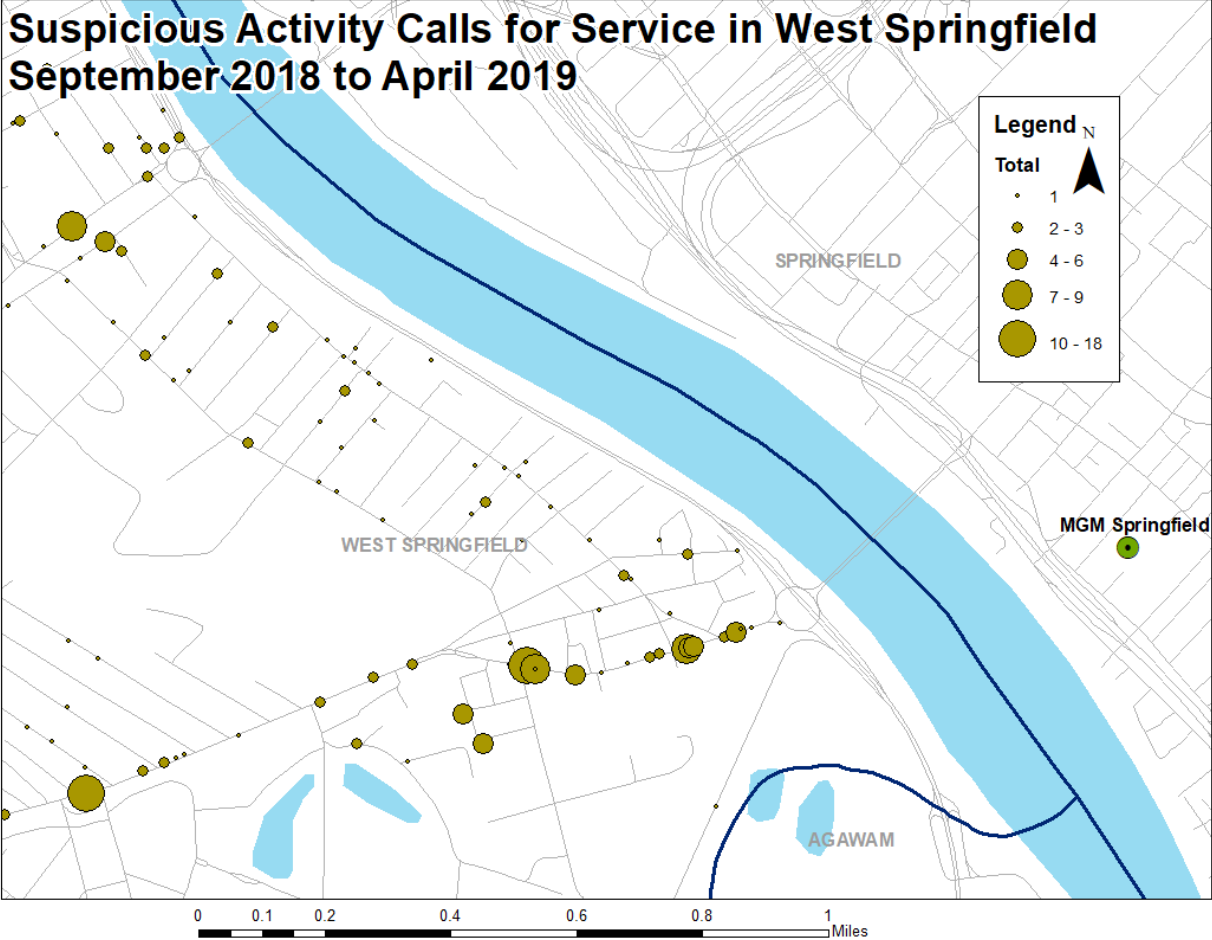 Suspicious Activity Calls for Service in West Springfield
September 2018 to April 2019
Legend N
Total
1
2 - 3
4 - 6
7 - 9
10 - 18
SPRINGFIELD
MGM Springfield
WEST SPRINGFIELD
AGAWAM
0 0.1 0.2 0.4 0.6 0.8 1
Miles